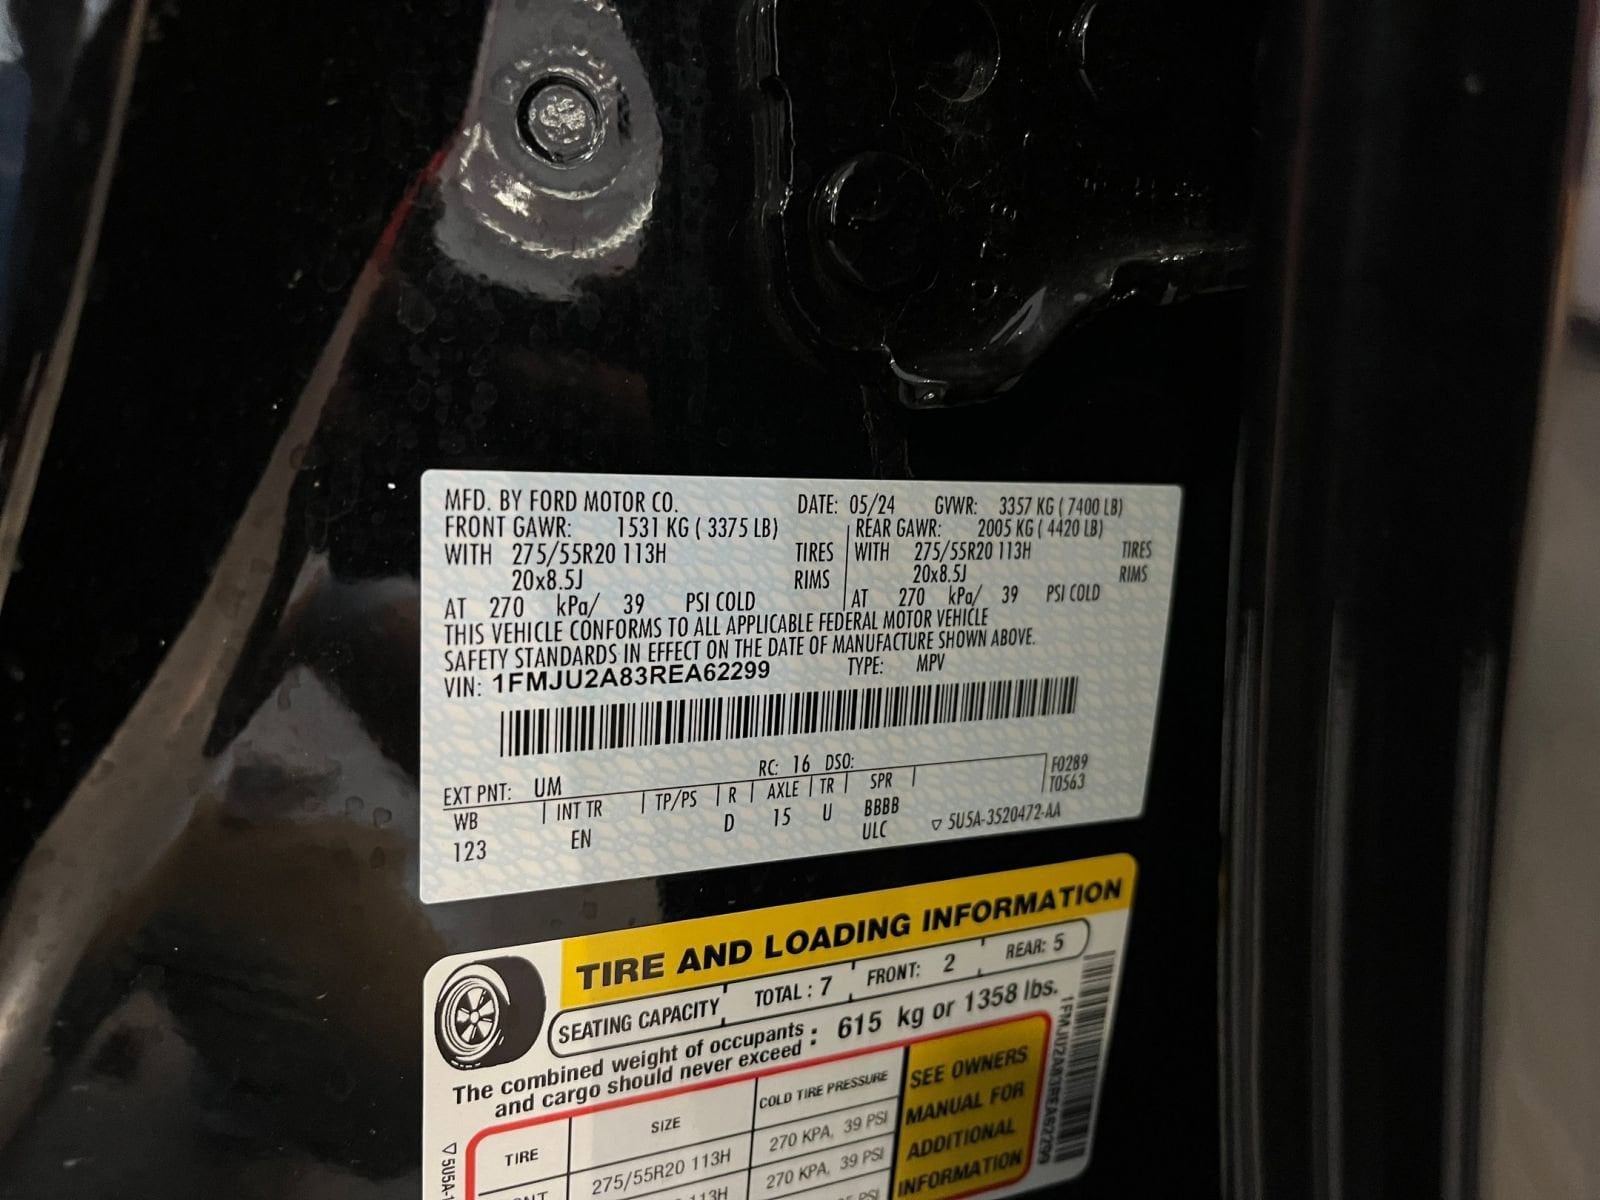 MFD. BY FORD MOTOR CO. DATE: 05/24 GVWR: 3357 KG ( 7400 LB)
FRONT GAWR: 1531 KG ( 3375 LB) REAR GAWR: 2005 KG ( 4420 LB)
WITH 275/55R20 113H TIRES WITH 275/55R20 113H TIRES
20x8.5J RIMS 20x8.5J RIMS
AT 270 kPa/ 39 PSI COLD AT 270 kPa/ 39 PSI COLD
THIS VEHICLE CONFORMS TO ALL APPLICABLE FEDERAL MOTOR VEHICLE
SAFETY STANDARDS IN EFFECT ON THE DATE OF MANUFACTURE SHOWN ABOVE.
VIN: 1FMJU2A83REA62299 TYPE: MPV
EXT PNT: UM RC: 16 DSO: F0289
WB INT TR TP/PS R AXLE TR SPR T0563
123 EN D 15 U BBBB
ULC ▽ 5U5A-3520472-AA
TIRE AND LOADING INFORMATION
SEATING CAPACITY TOTAL : 7 FRONT: 2 REAR: 5
The combined weight of occupants : 615 kg or 1358 lbs.
and cargo should never exceed :
TIRE SIZE COLD TIRE PRESSURE
275/55R20 113H 270 KPA, 39 PSI
113H 270 KPA, 39 PSI
PSI
SEE OWNERS
MANUAL FOR
ADDITIONAL
INFORMATION
1FMJU2A83REA62299
▽ 5U5A-1